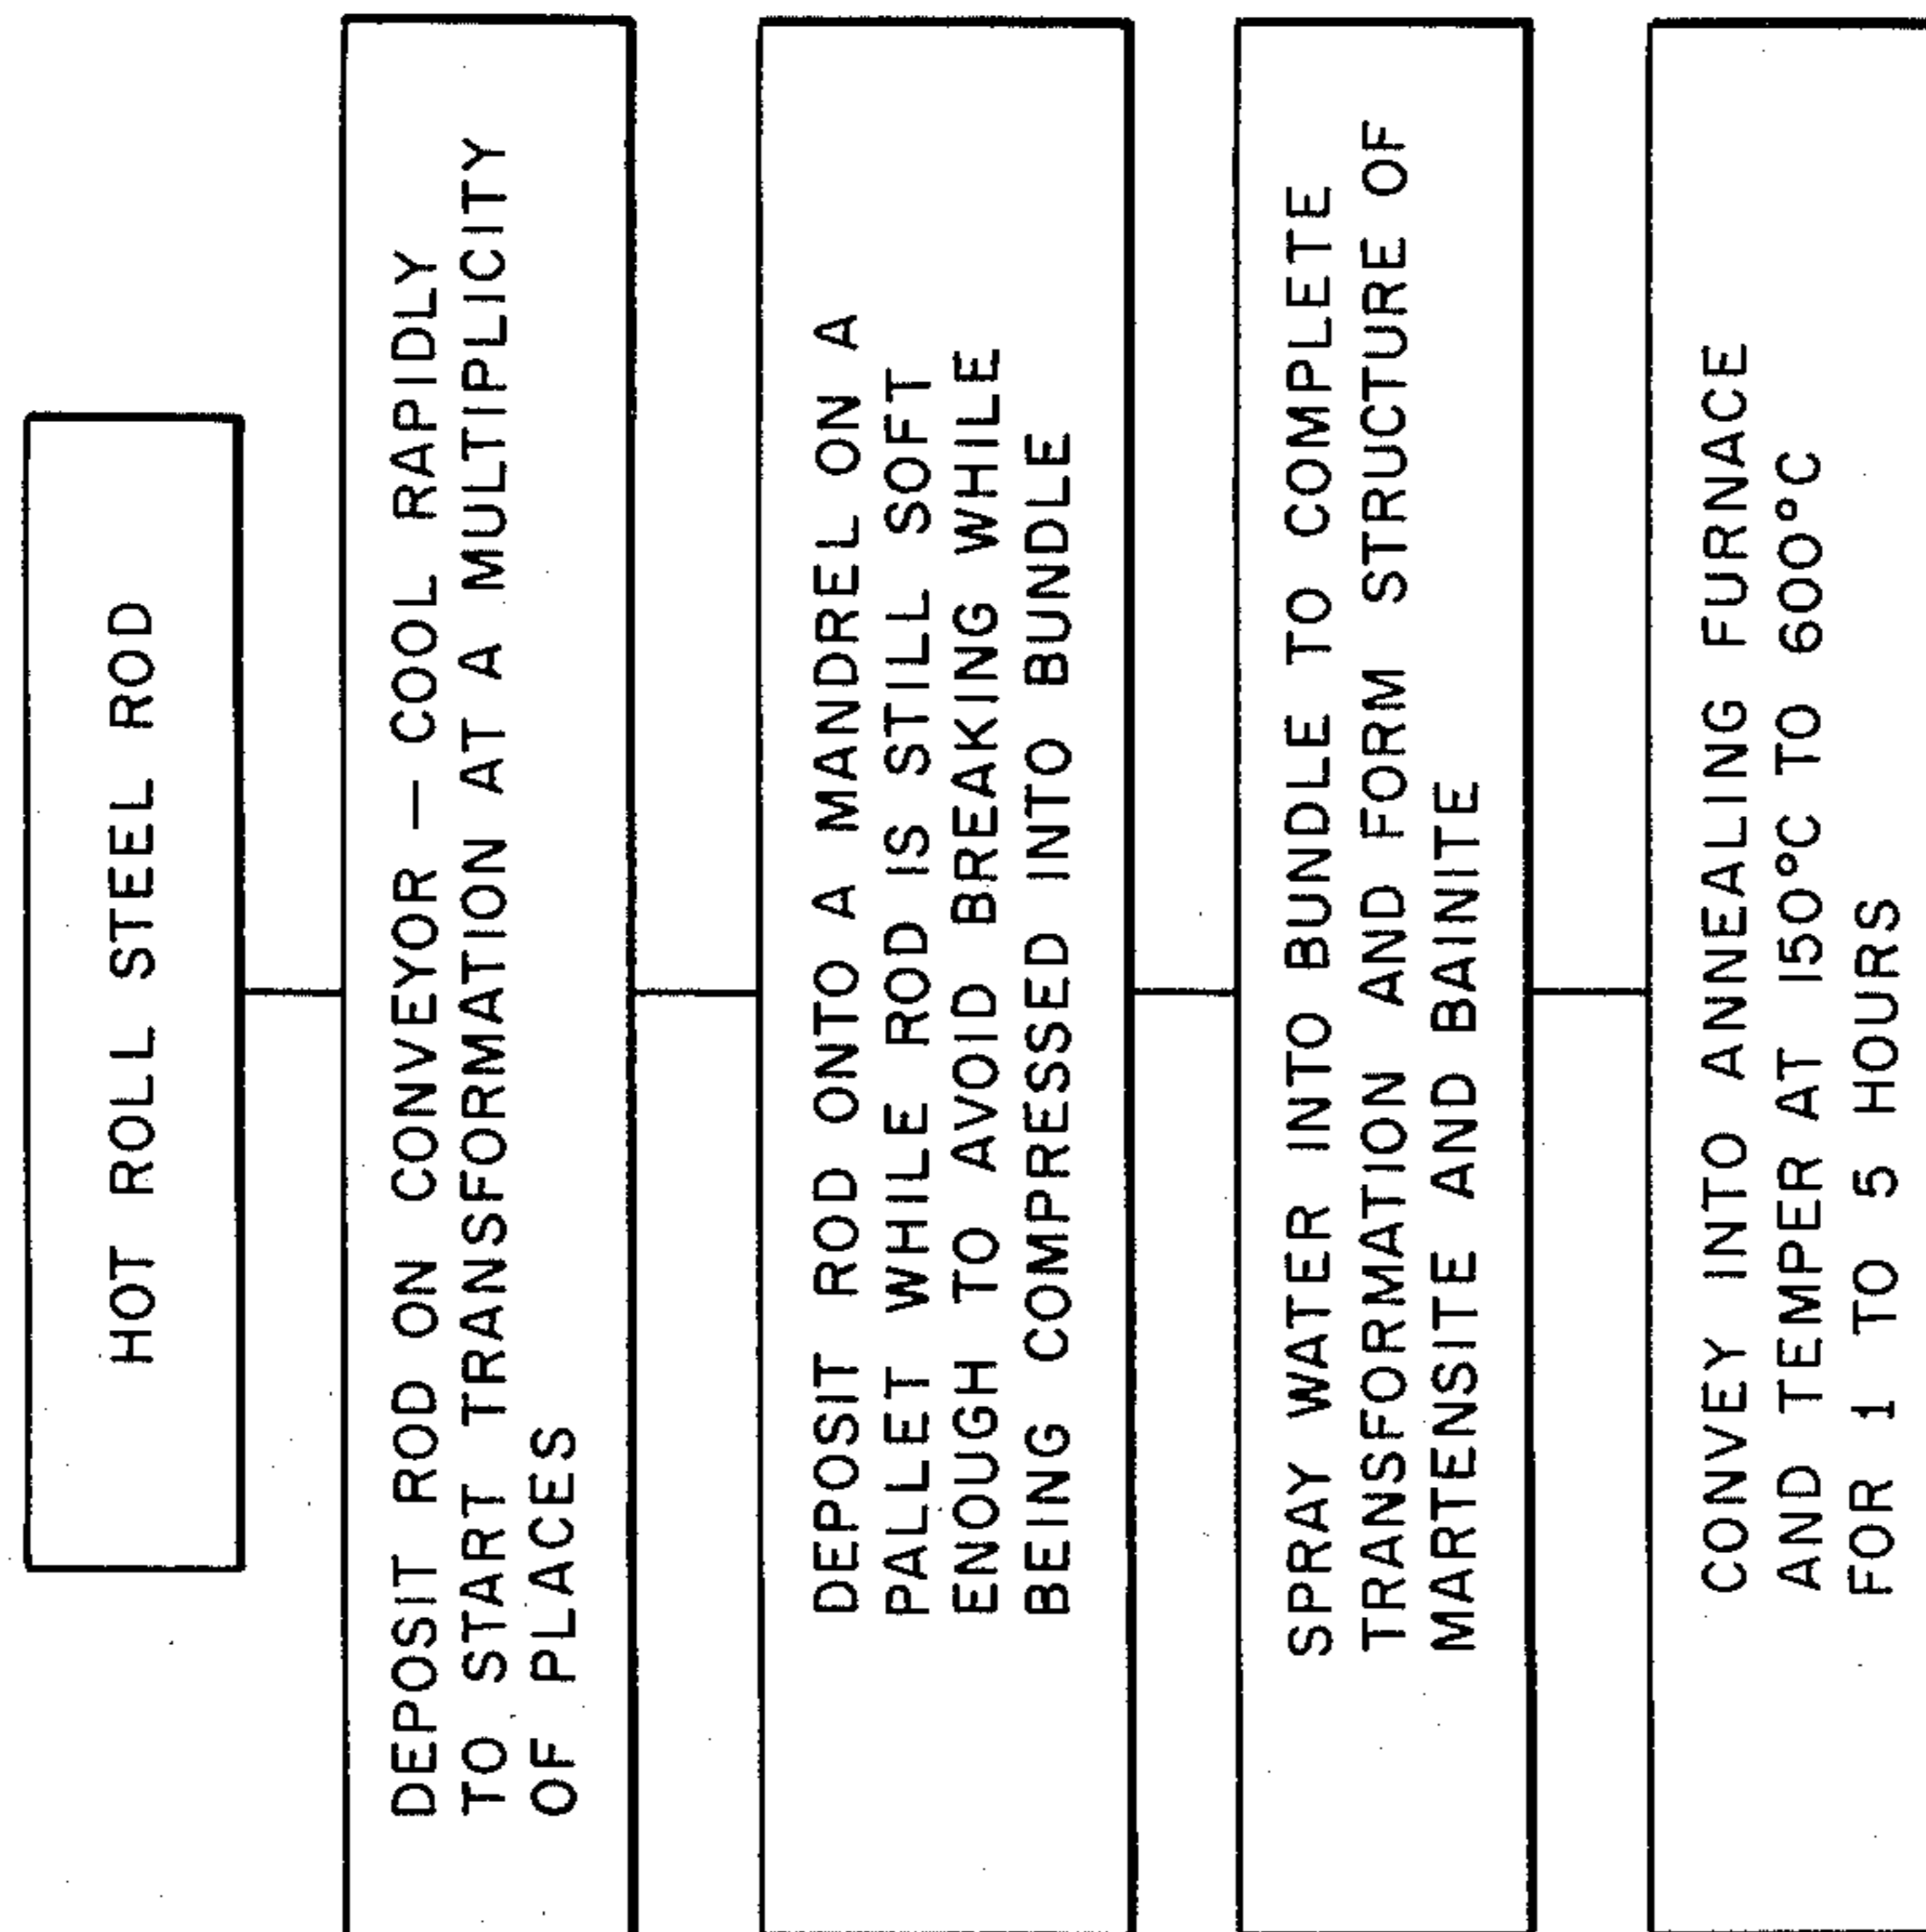 HOT ROLL STEEL ROD
DEPOSIT ROD ON CONVEYOR — COOL RAPIDLY
TO START TRANSFORMATION AT A MULTIPLICITY
OF PLACES
DEPOSIT ROD ONTO A MANDREL ON A
PALLET WHILE ROD IS STILL SOFT
ENOUGH TO AVOID BREAKING WHILE
BEING COMPRESSED INTO BUNDLE
SPRAY WATER INTO BUNDLE TO COMPLETE
TRANSFORMATION AND FORM STRUCTURE OF
MARTENSITE AND BAINITE
CONVEY INTO ANNEALING FURNACE
AND TEMPER AT 150°C TO 600°C
FOR 1 TO 5 HOURS